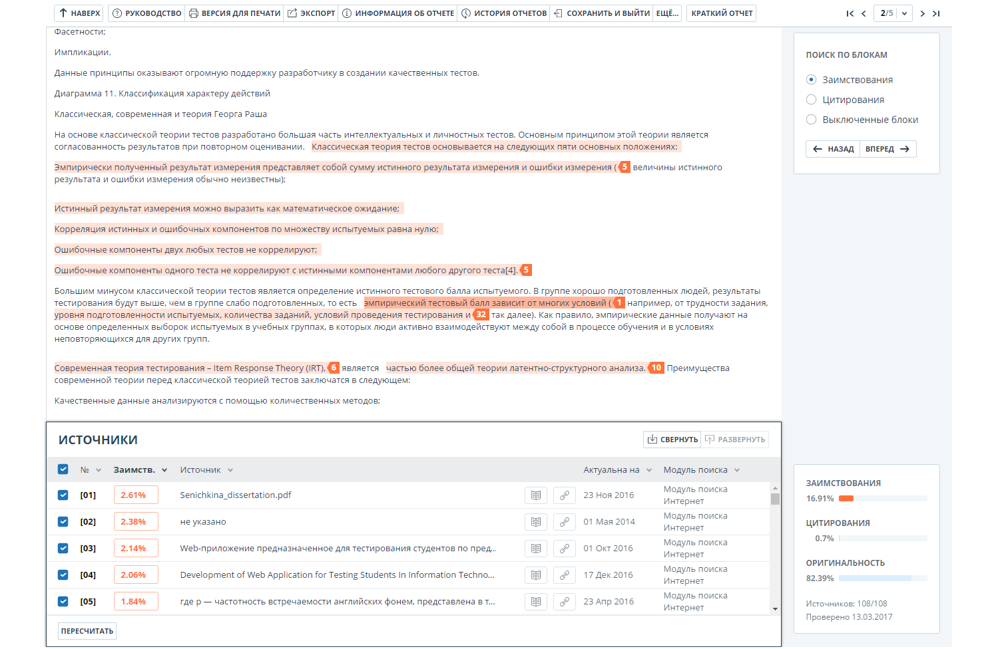 НАВЕРХ РУКОВОДСТВО ВЕРСИЯ ДЛЯ ПЕЧАТИ ЭКСПОРТ ИНФОРМАЦИЯ ОБ ОТЧЕТЕ ИСТОРИЯ ОТЧЕТОВ СОХРАНИТЬ И ВЫЙТИ ЕЩЁ... КРАТКИЙ ОТЧЕТ 2/5
Фасетности;
Импликации.
Данные принципы оказывают огромную поддержку разработчику в создании качественных тестов.
Диаграмма 11. Классификация характеру действий
Классическая, современная и теория Георга Раша
На основе классической теории тестов разработано большая часть интеллектуальных и личностных тестов. Основным принципом этой теории является
согласованность результатов при повторном оценивании. Классическая теория тестов основывается на следующих пяти основных положениях:
Эмпирически полученный результат измерения представляет собой сумму истинного результата измерения и ошибки измерения ( 5 величины истинного
результата и ошибки измерения обычно неизвестны);
Истинный результат измерения можно выразить как математическое ожидание;
Корреляция истинных и ошибочных компонентов по множеству испытуемых равна нулю;
Ошибочные компоненты двух любых тестов не коррелируют;
Ошибочные компоненты одного теста не коррелируют с истинными компонентами любого другого теста[4]. 5
Большим минусом классической теории тестов является определение истинного тестового балла испытуемого. В группе хорошо подготовленных людей, результаты
тестирования будут выше, чем в группе слабо подготовленных, то есть эмпирический тестовый балл зависит от многих условий ( 1 например, от трудности задания,
уровня подготовленности испытуемых, количества заданий, условий проведения тестирования и 32 так далее). Как правило, эмпирические данные получают на
основе определенных выборок испытуемых в учебных группах, в которых люди активно взаимодействуют между собой в процессе обучения и в условиях
неповторяющихся для других групп.
Современная теория тестирования – Item Response Theory (IRT), 6 является частью более общей теории латентно-структурного анализа. 10 Преимущества
современной теории перед классической теорией тестов заключатся в следующем:
Качественные данные анализируются с помощью количественных методов;
ПОИСК ПО БЛОКАМ
Заимствования
Цитирования
Выключенные блоки
НАЗАД ВПЕРЕД
ИСТОЧНИКИ СВЕРНУТЬ РАЗВЕРНУТЬ
№ Заимств. Источник Актуальна на Модуль поиска
[01] 2.61% Senichkina_dissertation.pdf 23 Ноя 2016 Модуль поиска
Интернет
[02] 2.38% не указано 01 Мая 2014 Модуль поиска
Интернет
[03] 2.14% Web-приложение предназначенное для тестирования студентов по пред... 01 Окт 2016 Модуль поиска
Интернет
[04] 2.06% Development of Web Application for Testing Students In Information Techno... 17 Дек 2016 Модуль поиска
Интернет
[05] 1.84% где p — частотность встречаемости английских фонем, представлена в т... 23 Апр 2016 Модуль поиска
Интернет
ПЕРЕСЧИТАТЬ
ЗАИМСТВОВАНИЯ
16.91%
ЦИТИРОВАНИЯ
0.7%
ОРИГИНАЛЬНОСТЬ
82.39%
Источников: 108/108
Проверено 13.03.2017